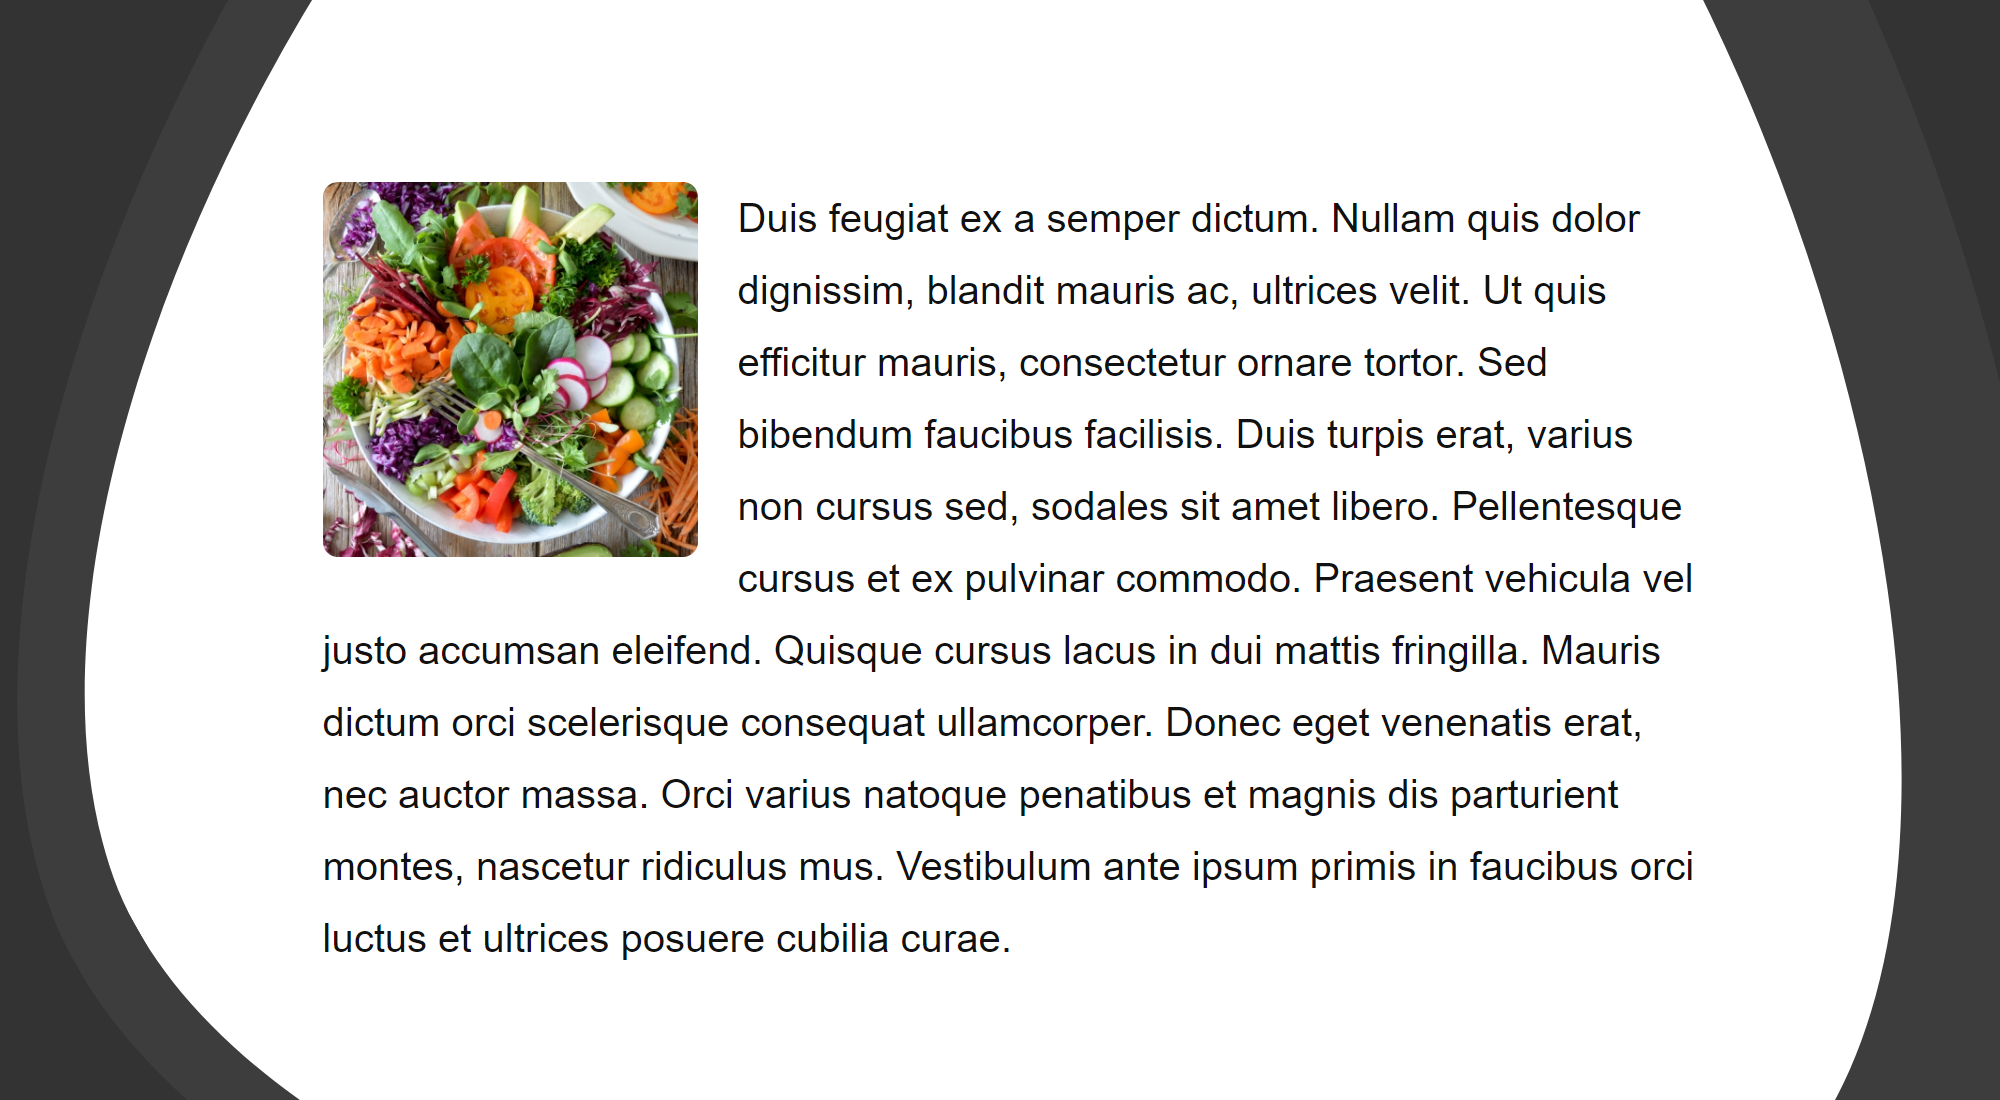 Duis feugiat ex a semper dictum. Nullam quis dolor
dignissim, blandit mauris ac, ultrices velit. Ut quis
efficitur mauris, consectetur ornare tortor. Sed
bibendum faucibus facilisis. Duis turpis erat, varius
non cursus sed, sodales sit amet libero. Pellentesque
cursus et ex pulvinar commodo. Praesent vehicula vel
justo accumsan eleifend. Quisque cursus lacus in dui mattis fringilla. Mauris
dictum orci scelerisque consequat ullamcorper. Donec eget venenatis erat,
nec auctor massa. Orci varius natoque penatibus et magnis dis parturient
montes, nascetur ridiculus mus. Vestibulum ante ipsum primis in faucibus orci
luctus et ultrices posuere cubilia curae.